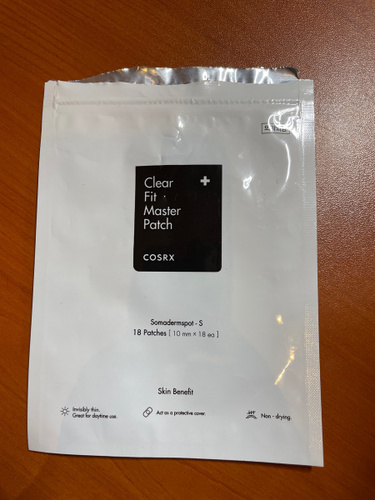 Clear
Fit
Master
Patch
COSRX
Somadermspot - S
18 Patches [ 10 mm × 18 ea ]
Skin Benefit
Invisibly thin.
Great for daytime use.
Act as a protective cover.
Non - drying.